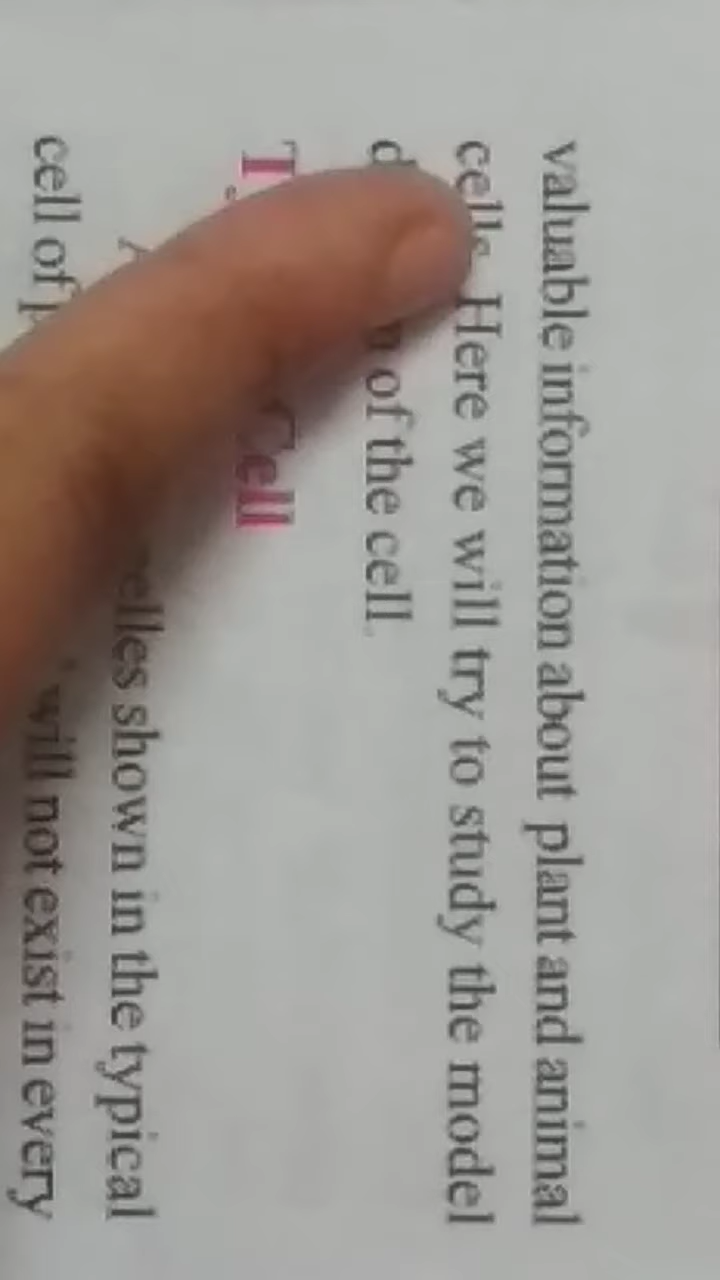 valuable information about plant and animal
cells. Here we will try to study the model
of the cell.
Cell
shown in the typical
cell of will not exist in every